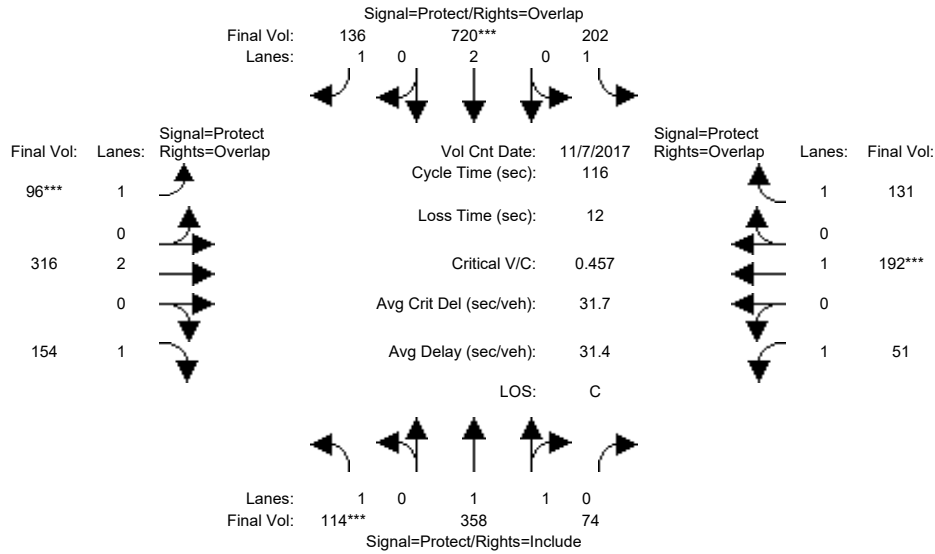 Signal=Protect/Rights=Overlap
Final Vol: 136 720*** 202
Lanes: 1 0 2 0 1
Signal=Protect
Final Vol: Lanes: Rights=Overlap
Vol Cnt Date: 11/7/2017
Signal=Protect
Rights=Overlap Lanes: Final Vol:
Cycle Time (sec): 116
96*** 1
1 131
Loss Time (sec): 12
0
0
316 2
Critical V/C: 0.457
1 192***
0
Avg Crit Del (sec/veh): 31.7
0
154 1
Avg Delay (sec/veh): 31.4
1 51
LOS: C
Lanes: 1 0 1 1 0
Final Vol: 114*** 358 74
Signal=Protect/Rights=Include